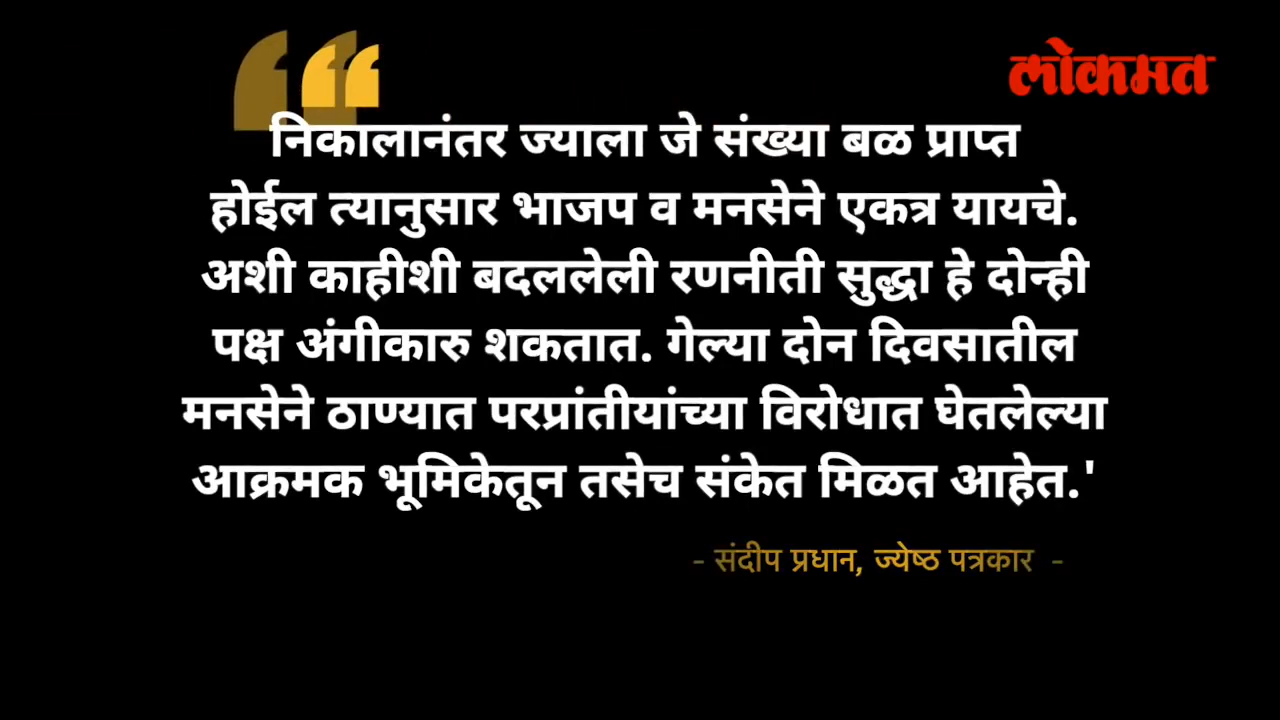 लोकमत
निकालानंतर ज्याला जे संख्या बळ प्राप्त
होईल त्यानुसार भाजप व मनसेने एकत्र यायचे.
अशी काहीशी बदललेली रणनीती सुद्धा हे दोन्ही
पक्ष अंगीकारु शकतात. गेल्या दोन दिवसातील
मनसेने ठाण्यात परप्रांतीयांच्या विरोधात घेतलेल्या
आक्रमक भूमिकेतून तसेच संकेत मिळत आहेत.'
- संदीप प्रधान, ज्येष्ठ पत्रकार -